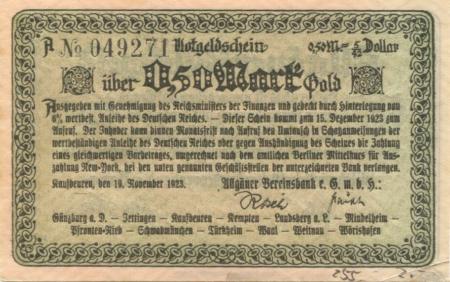 A No 049271 Notgeldschein 0,50 M = 5/42 Dollar
über 0,50 Mark Gold
Ausgegeben mit Genehmigung des Reichsministers der Finanzen und gedeckt durch Hinterlegung von
6% wertbest. Anleihe des Deutschen Reiches. — Dieser Schein kommt zum 15. Dezember 1923 zum
Aufruf. Der Inhaber kann binnen Monatsfrist nach Aufruf den Umtausch in Schatzanweisungen der
wertbeständigen Anleihe des Deutschen Reiches oder gegen Aushändigung des Scheines die Zahlung
eines gleichwertigen Barbetrages, umgerechnet nach dem amtlichen Berliner Mittelkurs für Aus-
zahlung New-York, bei den unten genannten Geschäftsstellen der unterzeichneten Bank verlangen.
Kaufbeuren, den 19. November 1923. Allgäuer Vereinsbank e. G. m. b. H.:
Günzburg a. D. — Jettingen — Kaufbeuren — Kempten — Landsberg a. L. — Mindelheim —
Pfronten-Ried — Schwabmünchen — Türkheim — Waal — Weitnau — Wörishofen
255 2.-